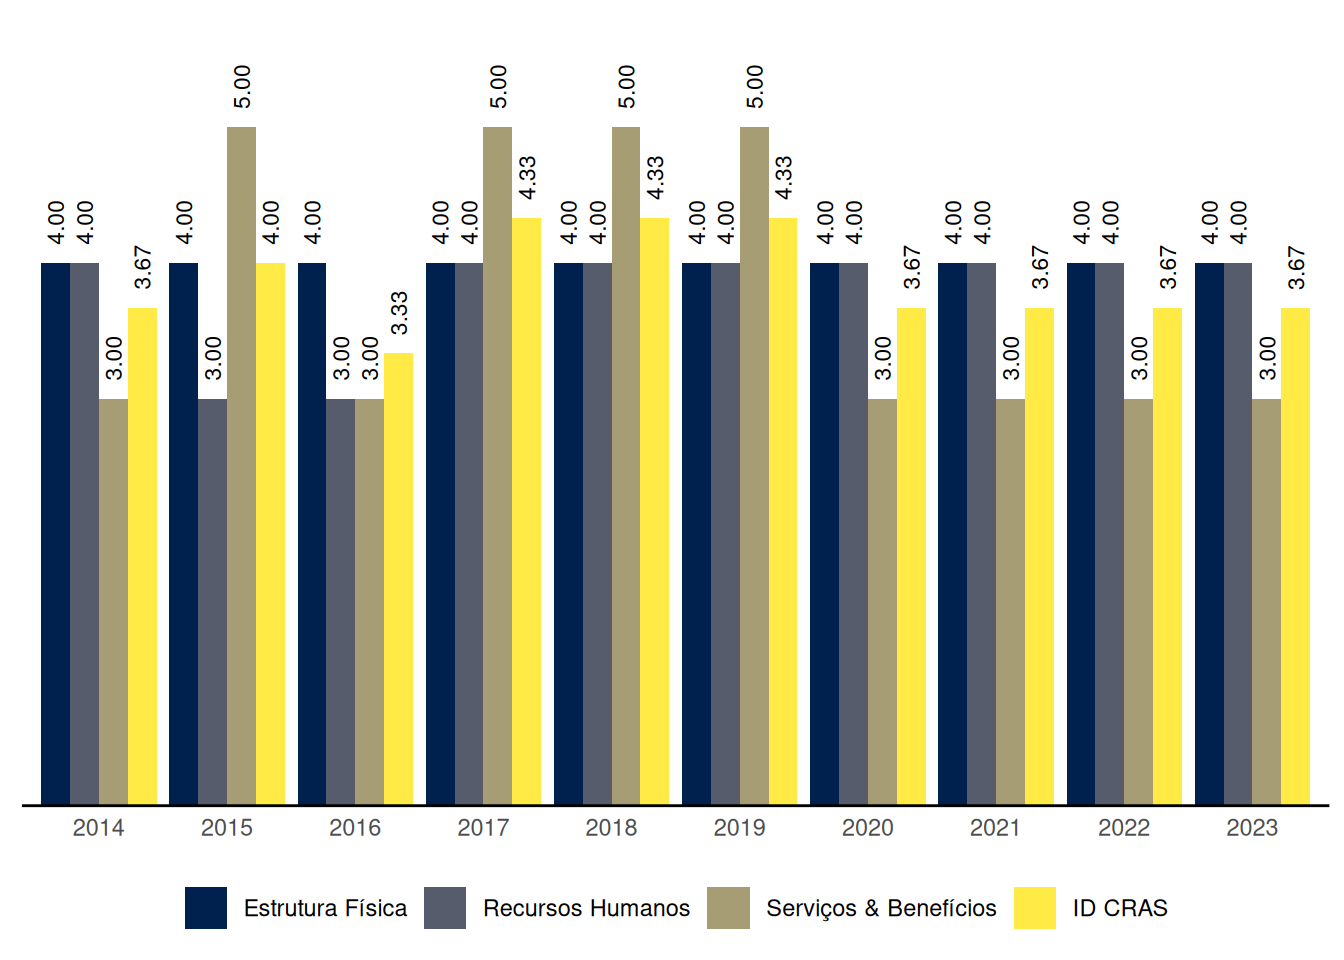 5.00 5.00 5.00 5.00
4.33 4.33 4.33
4.00 4.00 4.00 4.00 4.00 4.00 4.00 4.00 4.00 4.00 4.00 4.00 4.00 4.00 4.00 4.00 4.00 4.00 4.00
3.67 3.67 3.67 3.67 3.67
3.33
3.00 3.00 3.00 3.00 3.00 3.00 3.00 3.00
2014 2015 2016 2017 2018 2019 2020 2021 2022 2023
Estrutura Física Recursos Humanos Serviços & Benefícios ID CRAS